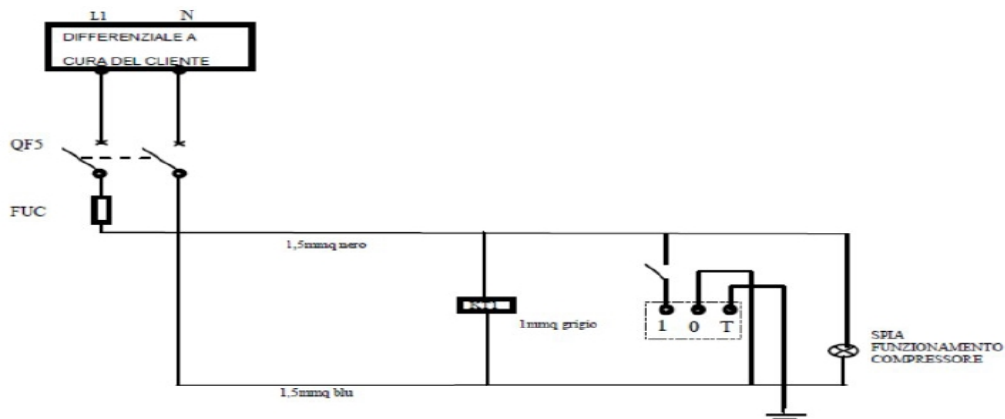 L1 N
DIFFERENZIALE A
CURA DEL CLIENTE
QF5
FUC
1,5mmq nero
1mmq grigio
1 0 T
SPIA
FUNZIONAMENTO
COMPRESSORE
1,5mmq blu